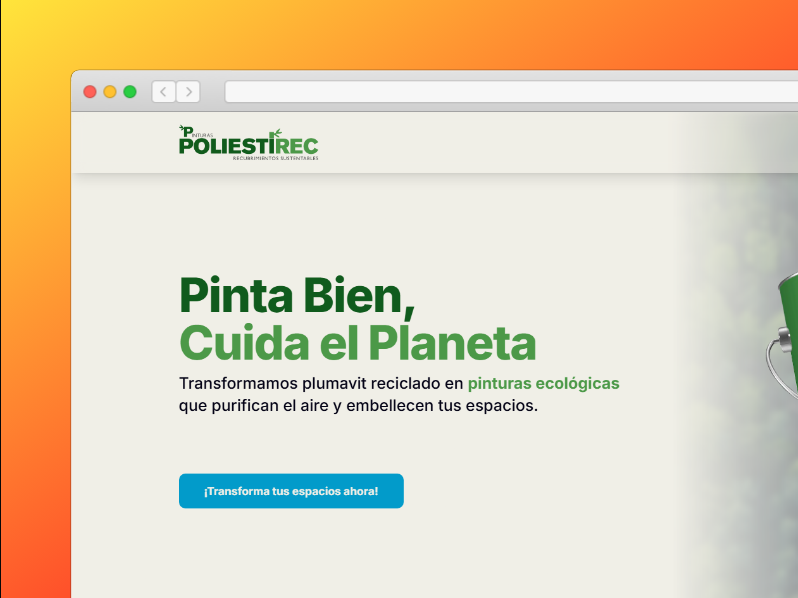 PINTURAS
POLIESTIREC
RECUBRIMIENTOS SUSTENTABLES
Pinta Bien,
Cuida el Planeta
Transformamos plumavit reciclado en pinturas ecológicas
que purifican el aire y embellecen tus espacios.
¡Transforma tus espacios ahora!